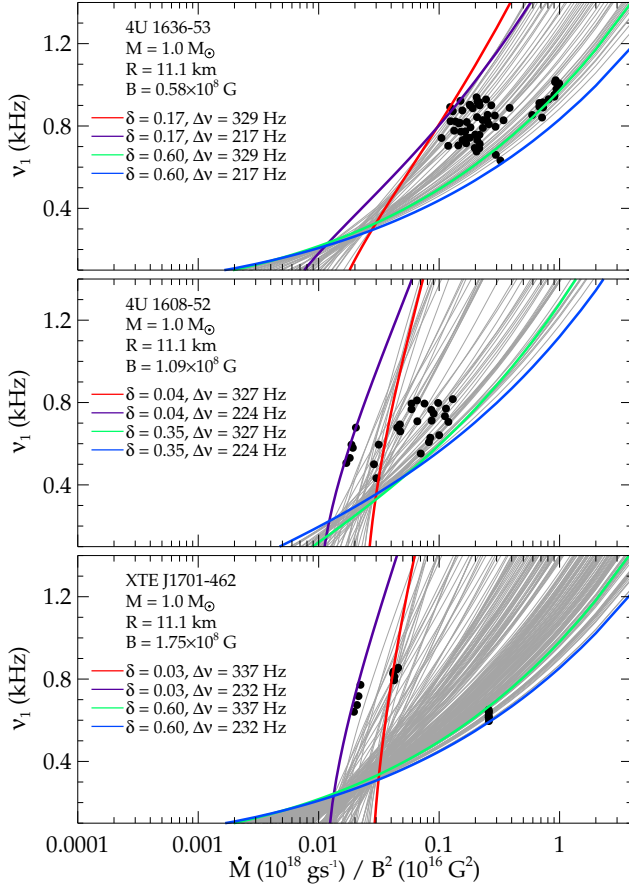 4U 1636-53
M = 1.0 M⊙
R = 11.1 km
B = 0.58×10⁸ G
δ = 0.17, Δν = 329 Hz
δ = 0.17, Δν = 217 Hz
δ = 0.60, Δν = 329 Hz
δ = 0.60, Δν = 217 Hz
1.2
0.8
0.4
ν₁ (kHz)
4U 1608-52
M = 1.0 M⊙
R = 11.1 km
B = 1.09×10⁸ G
δ = 0.04, Δν = 327 Hz
δ = 0.04, Δν = 224 Hz
δ = 0.35, Δν = 327 Hz
δ = 0.35, Δν = 224 Hz
1.2
0.8
0.4
ν₁ (kHz)
XTE J1701-462
M = 1.0 M⊙
R = 11.1 km
B = 1.75×10⁸ G
δ = 0.03, Δν = 337 Hz
δ = 0.03, Δν = 232 Hz
δ = 0.60, Δν = 337 Hz
δ = 0.60, Δν = 232 Hz
1.2
0.8
0.4
ν₁ (kHz)
0.0001 0.001 0.01 0.1 1
Ṁ (10¹⁸ gs⁻¹) / B² (10¹⁶ G²)